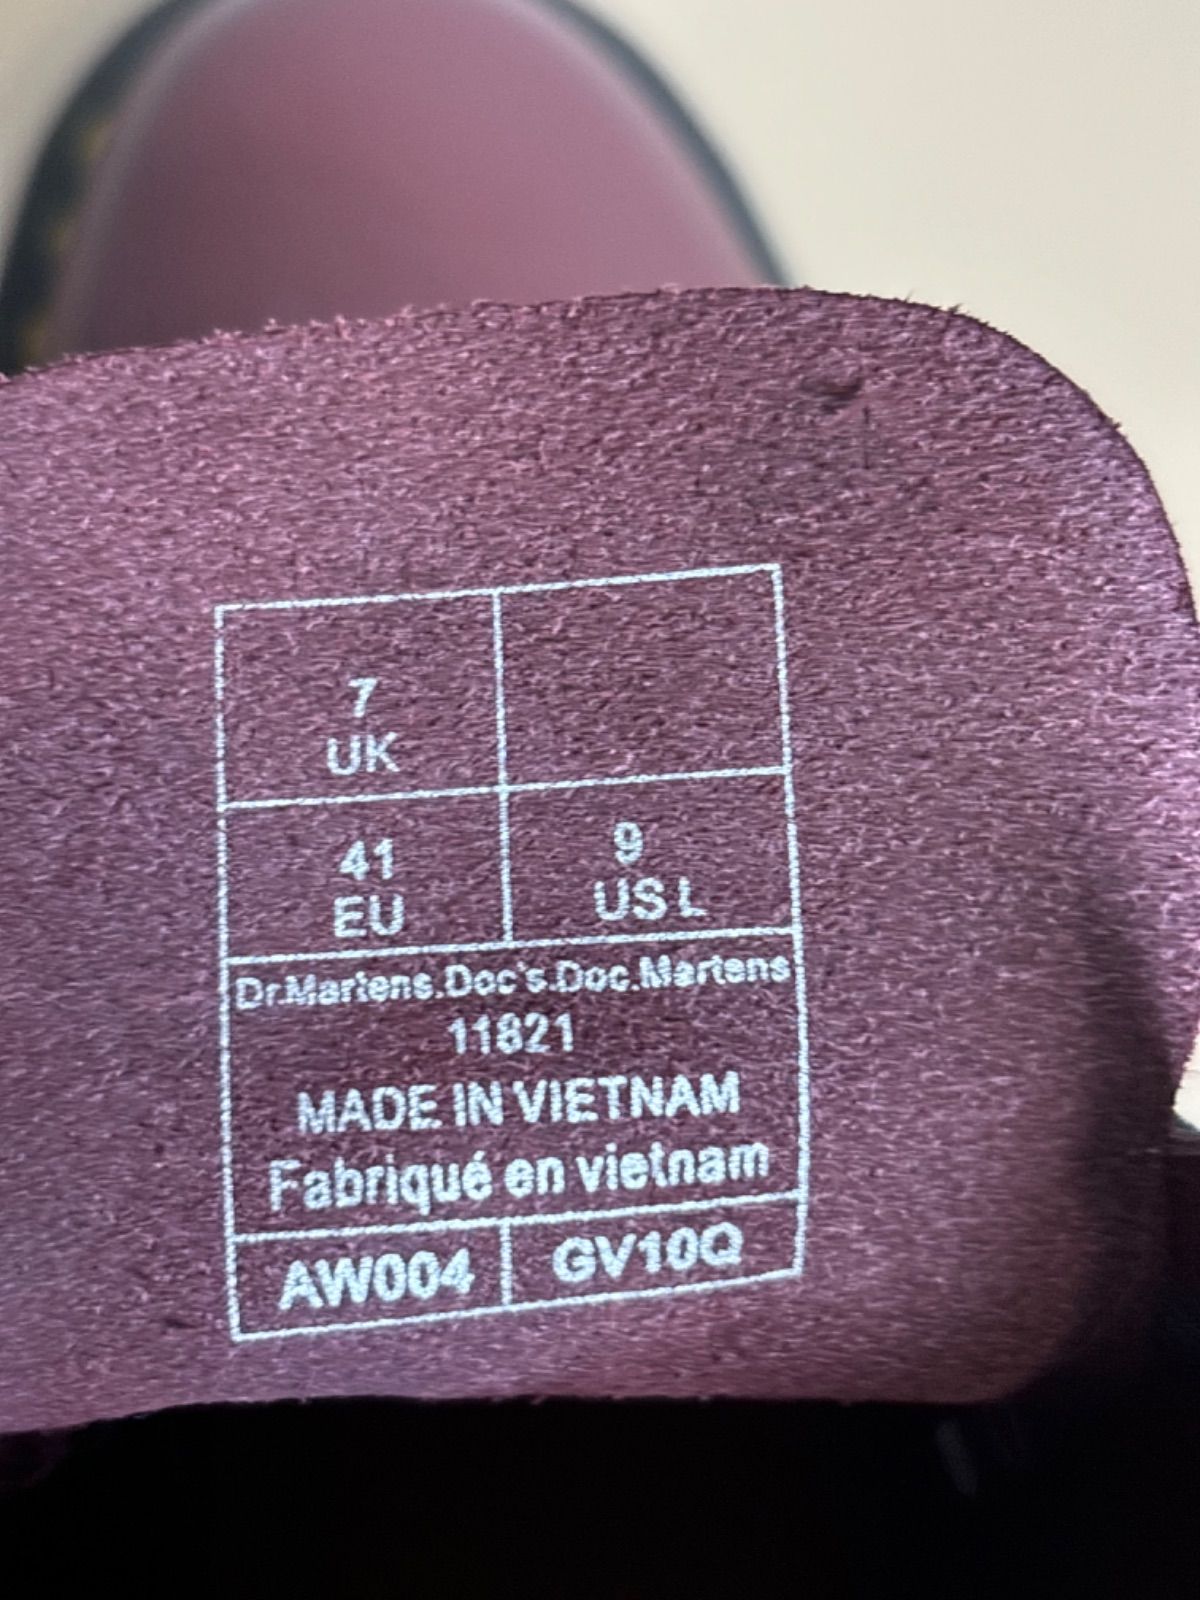 7
UK
41
EU
9
US L
Dr.Martens.Doc's.Doc.Martens
11821
MADE IN VIETNAM
Fabriqué en vietnam
AW004
GV10Q